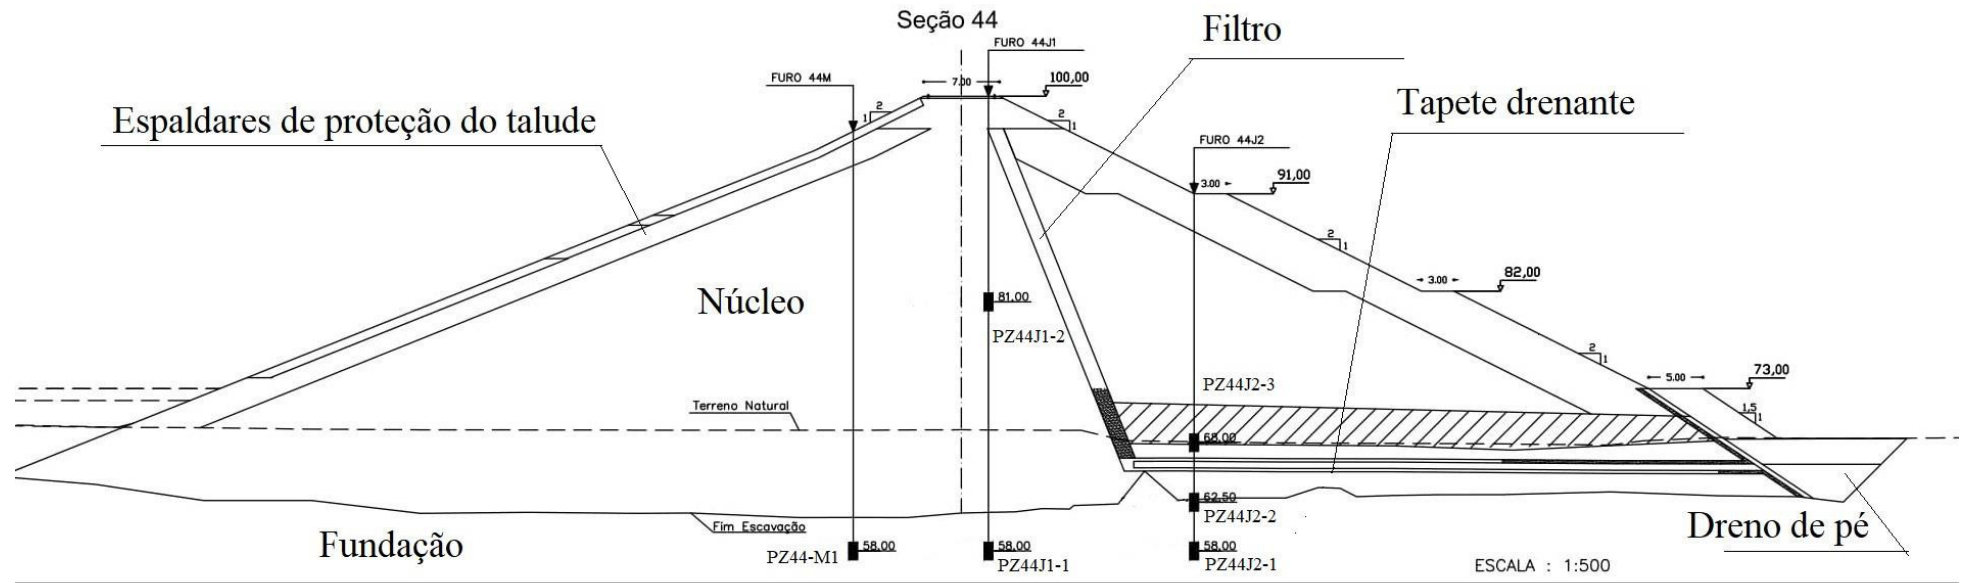 Seção 44
Filtro
FURO 44J1
FURO 44M
7.00
100,00
Tapete drenante
Espaldares de proteção do talude
2
1
2
1
FURO 44J2
3.00
91,00
2
1
3.00
82,00
Núcleo
81.00
PZ44J1-2
2
1
PZ44J2-3
5.00
73,00
Terreno Natural
1,5
1
68.00
62.50
PZ44J2-2
Fim Escavação
Dreno de pé
Fundação
58.00
PZ44-M1
58.00
PZ44J1-1
58.00
PZ44J2-1
ESCALA : 1:500